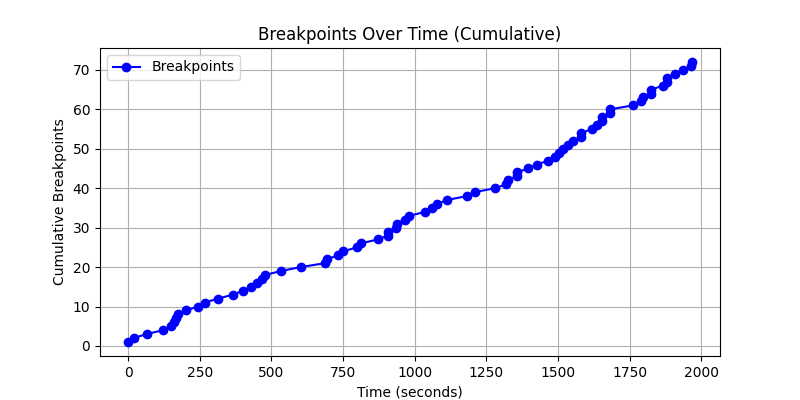 Breakpoints Over Time (Cumulative)
Breakpoints
Cumulative Breakpoints
70
60
50
40
30
20
10
0
0 250 500 750 1000 1250 1500 1750 2000
Time (seconds)